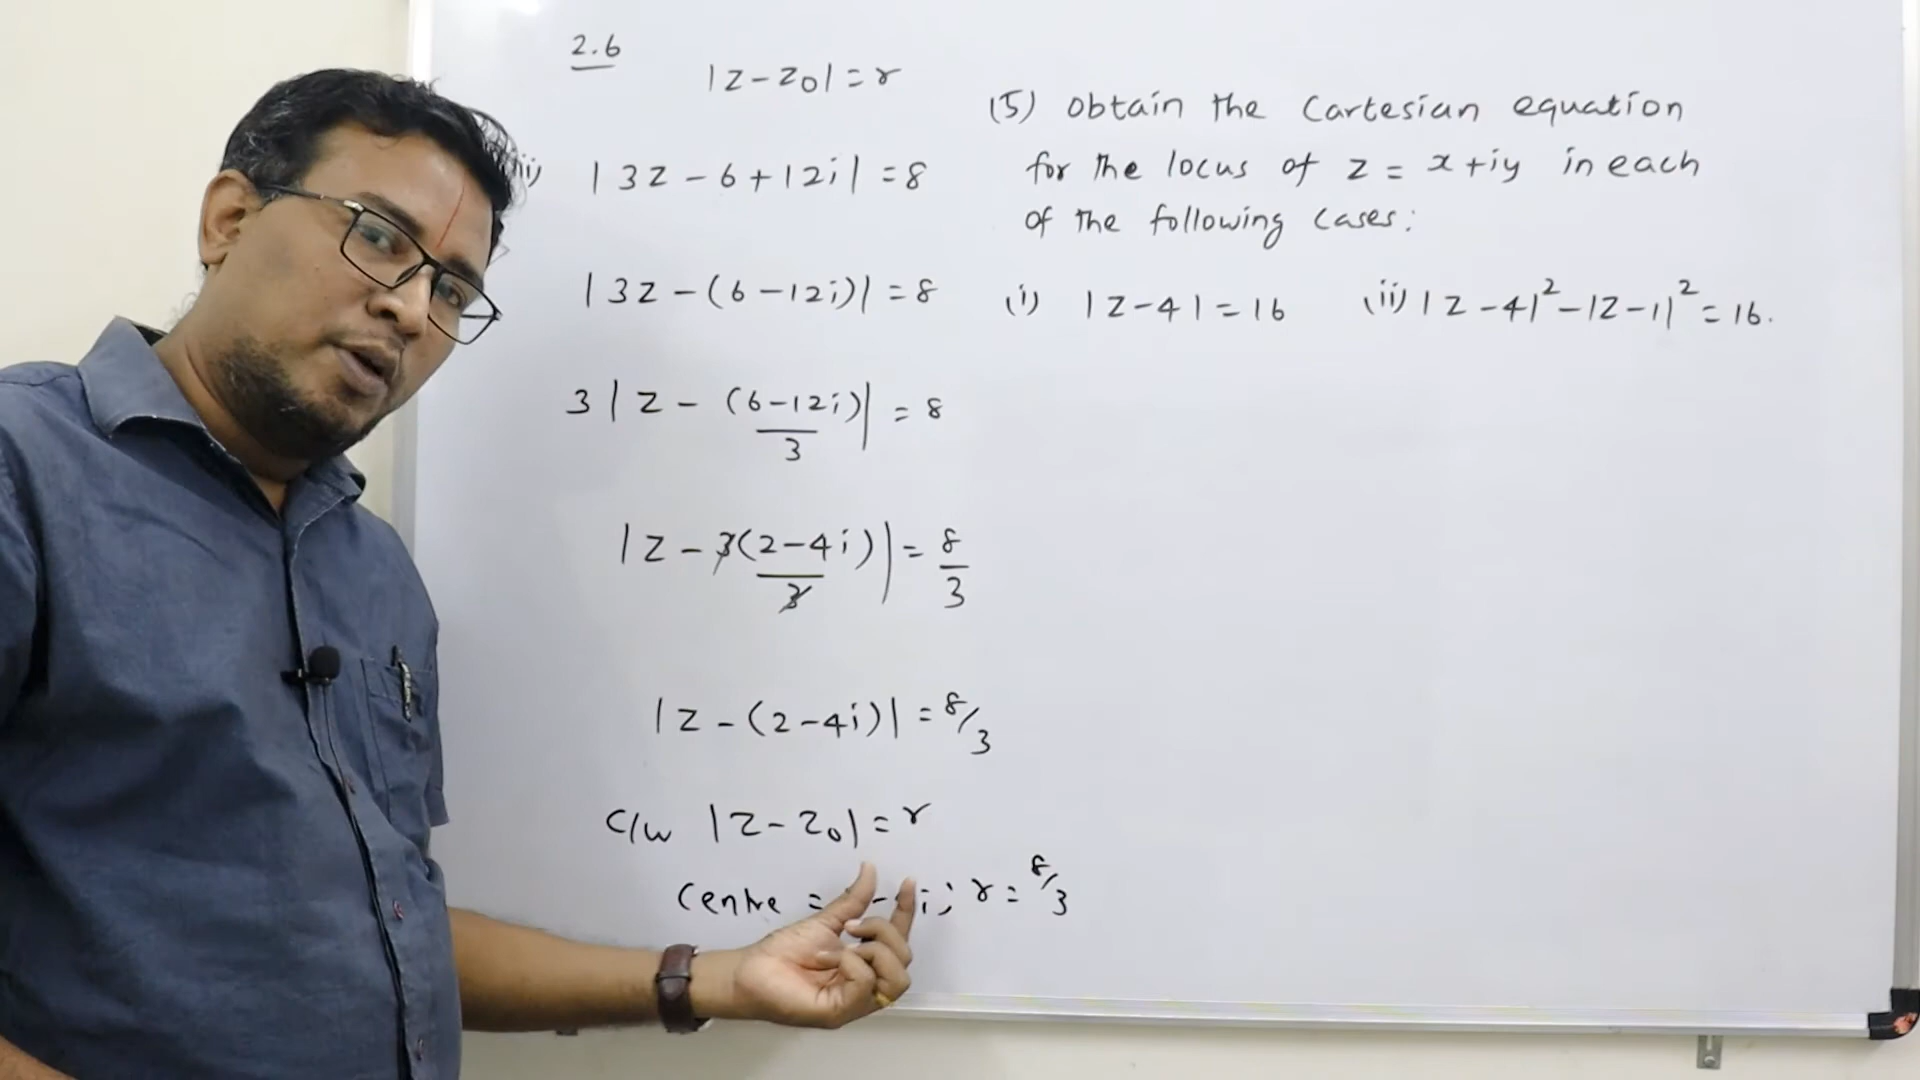 2.6
|z-z0|=r
ii) |3z-6+12i|=8
|3z-(6-12i)|=8
3|z-(6-12i)/3|=8
|z-3(2-4i)/3|=8/3
|z-(2-4i)|=8/3
c/w |z-z0|=r
Centre = - i; r=8/3
(5) Obtain the Cartesian equation
for the locus of z = x+iy in each
of the following cases:
(i) |z-4|=16 (ii) |z-4|²-|z-1|²=16.